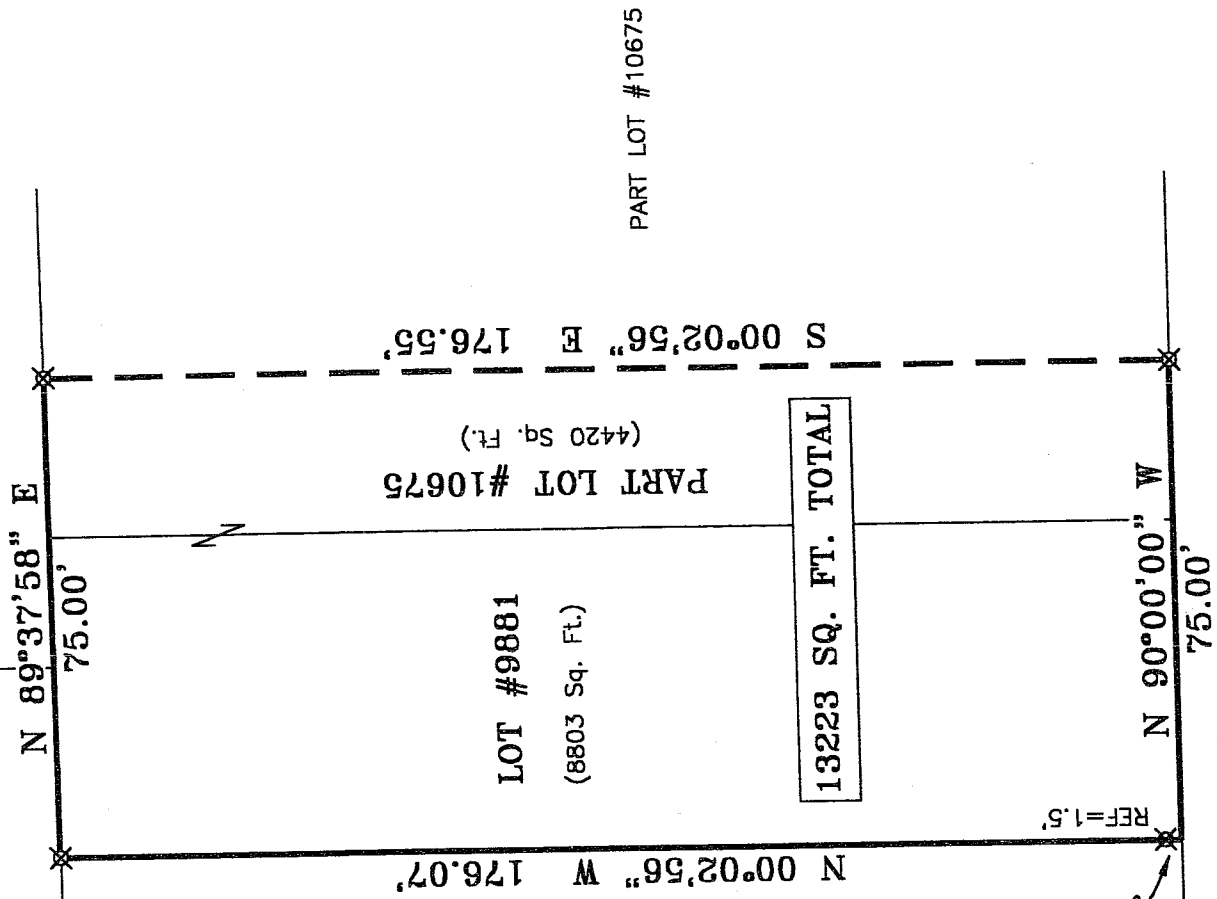 PART LOT #10675
N 89°37'58" E
75.00'
S 00°02'56" E 176.55'
(4420 Sq. Ft.)
PART LOT #10675
LOT #9881
(8803 Sq. Ft.)
13223 SQ. FT. TOTAL
N 00°02'56" W 176.07'
REF=1.5'
N 90°00'00" W
75.00'